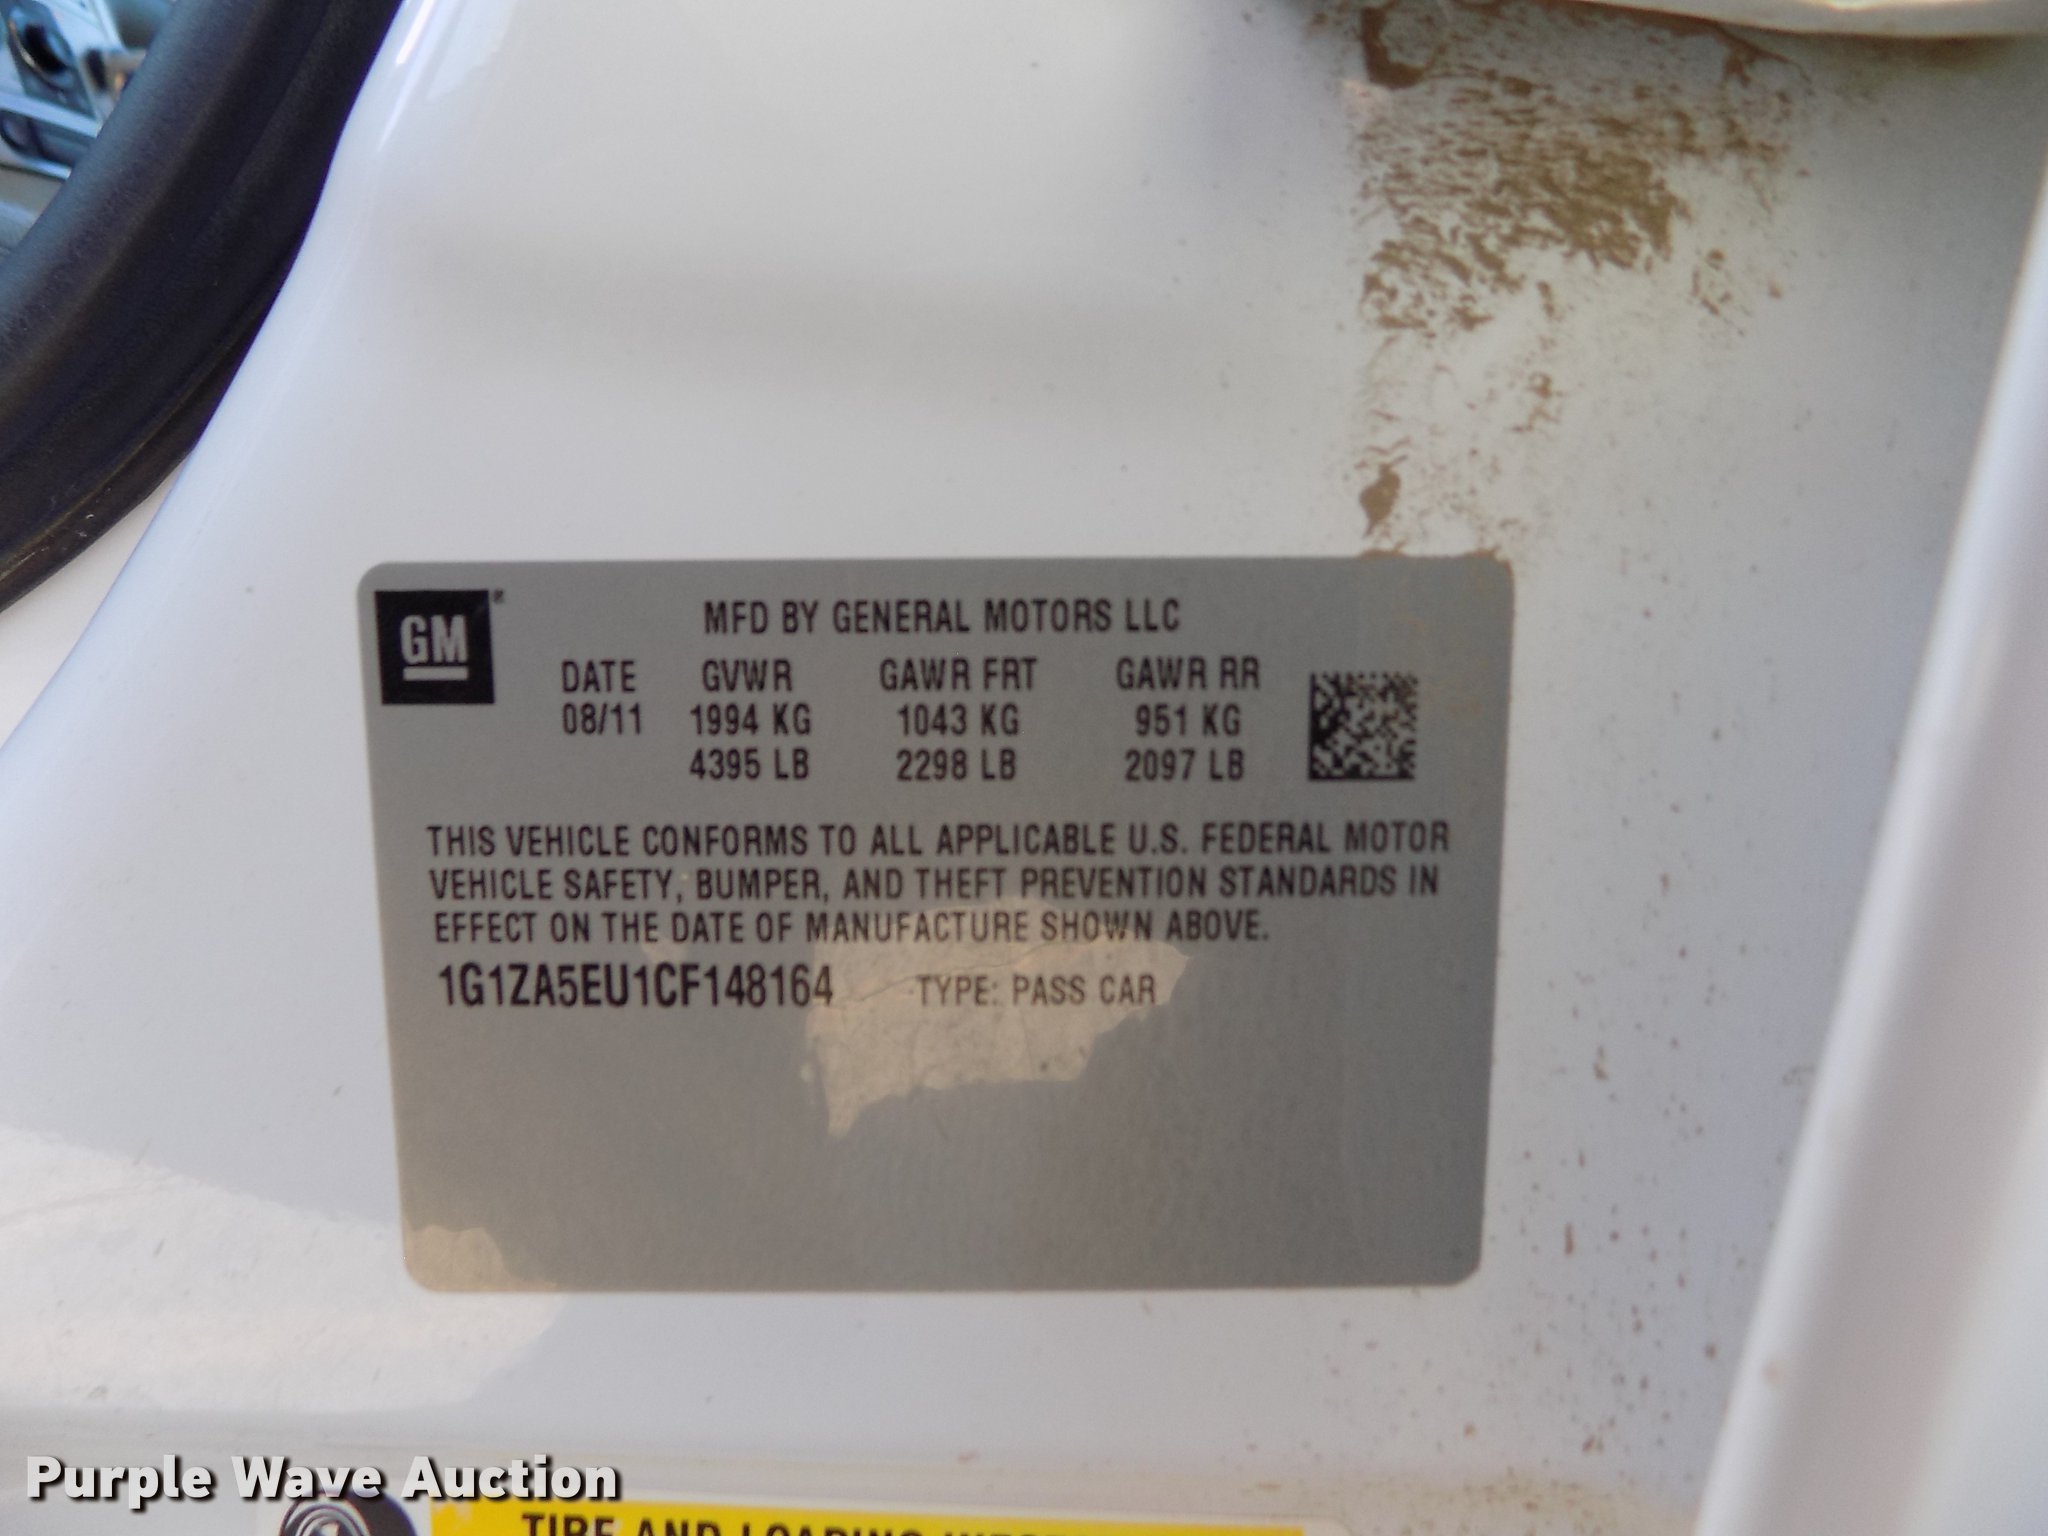 GM
MFD BY GENERAL MOTORS LLC
DATE GVWR GAWR FRT GAWR RR
08/11 1994 KG 1043 KG 951 KG
4395 LB 2298 LB 2097 LB
THIS VEHICLE CONFORMS TO ALL APPLICABLE U.S. FEDERAL MOTOR
VEHICLE SAFETY, BUMPER, AND THEFT PREVENTION STANDARDS IN
EFFECT ON THE DATE OF MANUFACTURE SHOWN ABOVE.
1G1ZA5EU1CF148164 TYPE: PASS CAR
Purple Wave Auction
TIRE AND LOADING